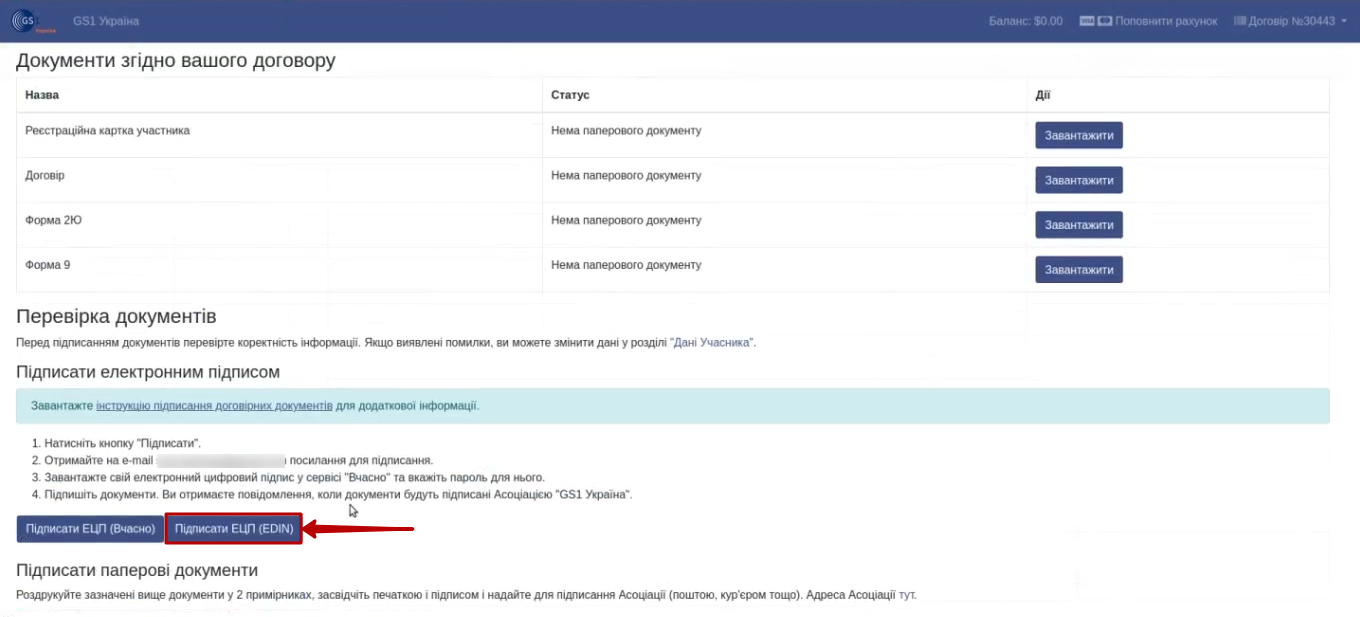 GS
Україна
GS1 Україна
Баланс: $0.00 VISA Поповнити рахунок Договір №30443
Документи згідно вашого договору
Назва Статус Дії
Реєстраційна картка участника Нема паперового документу Завантажити
Договір Нема паперового документу Завантажити
Форма 2Ю Нема паперового документу Завантажити
Форма 9 Нема паперового документу Завантажити
Перевірка документів
Перед підписанням документів перевірте коректність інформації. Якщо виявлені помилки, ви можете змінити дані у розділі "Дані Учасника".
Підписати електронним підписом
Завантажте інструкцію підписання договірних документів для додаткової інформації.
1. Натисніть кнопку "Підписати".
2. Отримайте на e-mail посилання для підписання.
3. Завантажте свій електронний цифровий підпис у сервісі "Вчасно" та вкажіть пароль для нього.
4. Підпишіть документи. Ви отримаєте повідомлення, коли документи будуть підписані Асоціацією "GS1 Україна".
Підписати ЕЦП (Вчасно) Підписати ЕЦП (EDIN)
Підписати паперові документи
Роздрукуйте зазначені вище документи у 2 примірниках, засвідчіть печаткою і підписом і надайте для підписання Асоціації (поштою, кур'єром тощо). Адреса Асоціації тут.